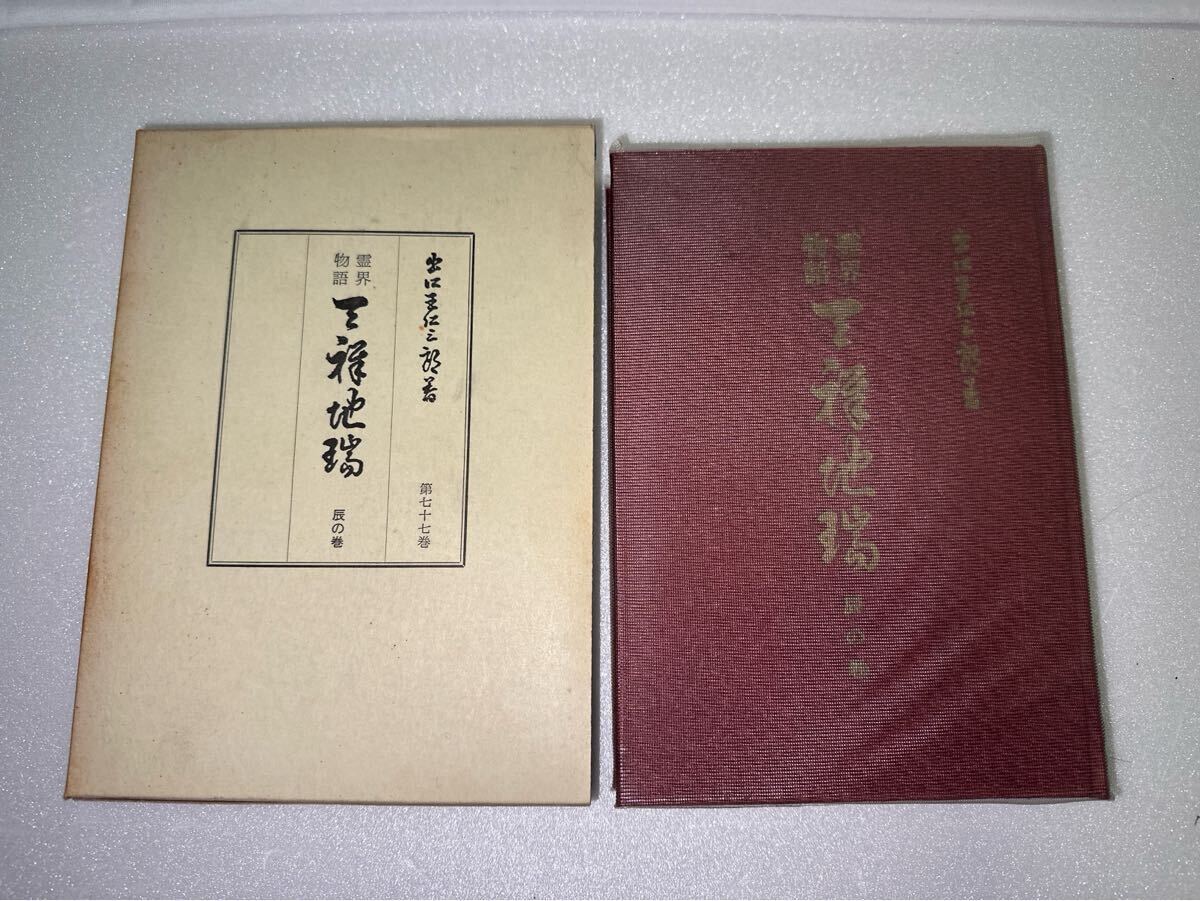 出口王仁三郎著
第七十七巻
霊界
物語
天祥地瑞
辰の巻
出口王仁三郎著
霊界
物語
天祥地瑞
辰の巻